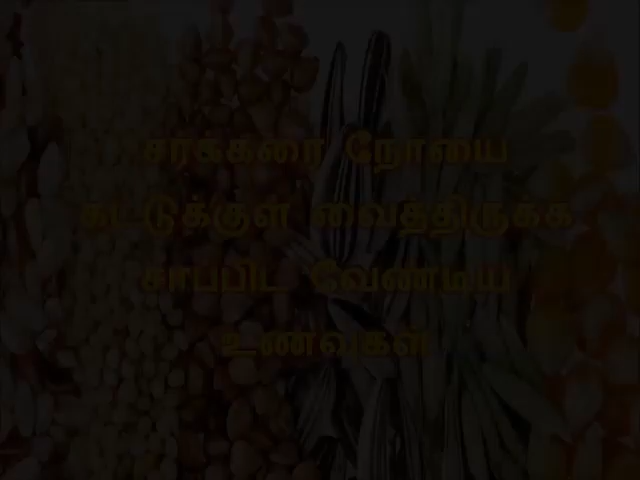 சர்க்கரை நோயை
கட்டுக்குள் வைத்திருக்க
சாப்பிட வேண்டிய
உணவுகள்